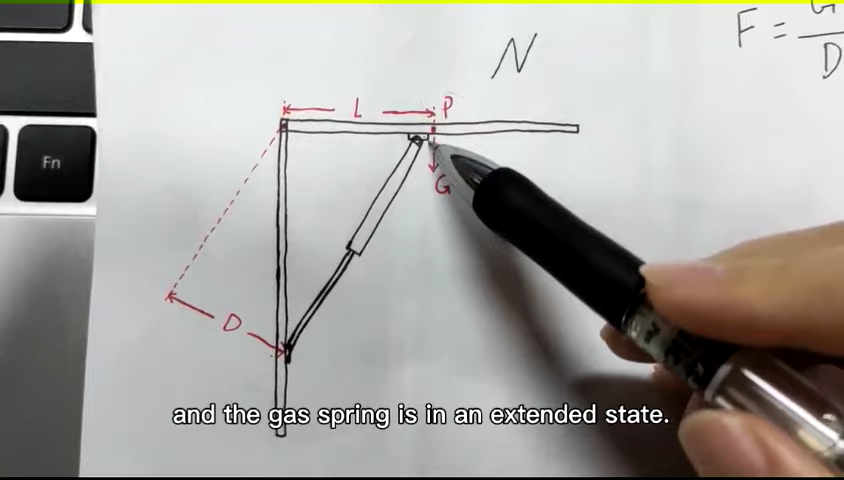 Fn
N
F = G
D
L
P
G
D
and the gas spring is in an extended state.